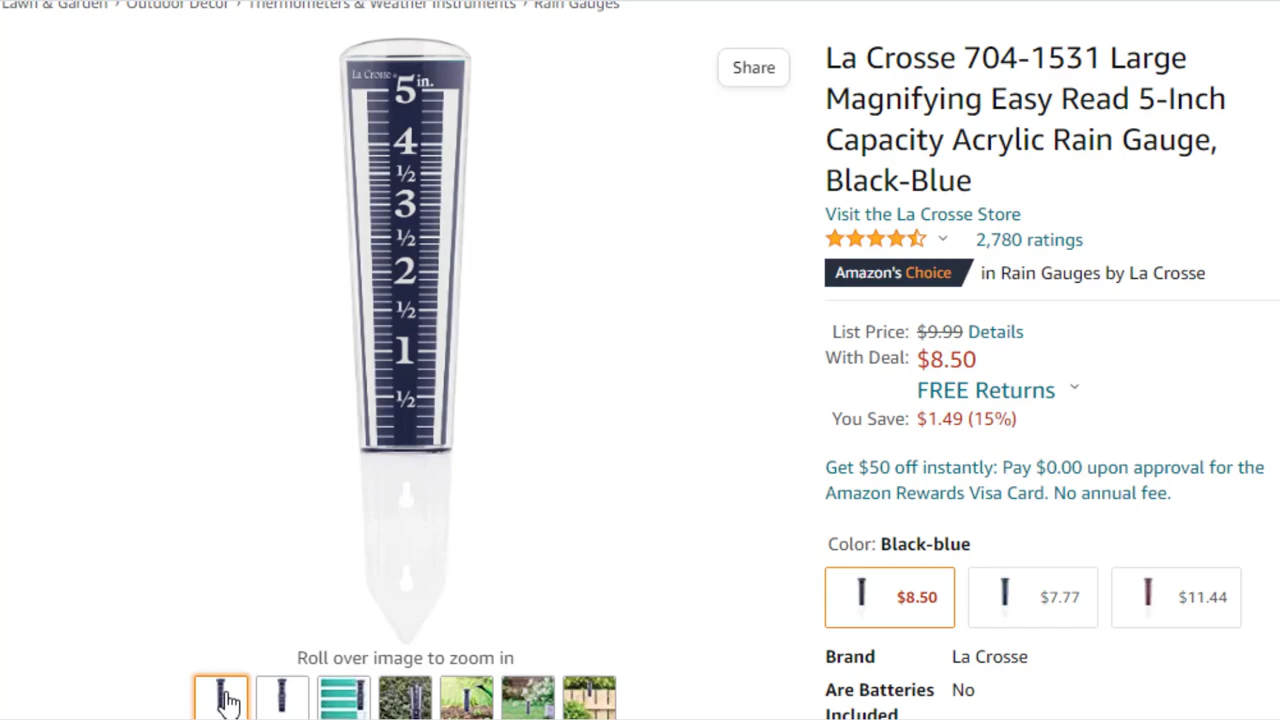 Lawn & Garden › Outdoor Decor › Thermometers & Weather Instruments › Rain Gauges
La Crosse
5 in.
4
½
3
½
2
½
1
½
Roll over image to zoom in
Share
La Crosse 704-1531 Large
Magnifying Easy Read 5-Inch
Capacity Acrylic Rain Gauge,
Black-Blue
Visit the La Crosse Store
2,780 ratings
Amazon's Choice in Rain Gauges by La Crosse
List Price: $9.99 Details
With Deal: $8.50
FREE Returns
You Save: $1.49 (15%)
Get $50 off instantly: Pay $0.00 upon approval for the
Amazon Rewards Visa Card. No annual fee.
Color: Black-blue
$8.50 $7.77 $11.44
Brand La Crosse
Are Batteries No
Included